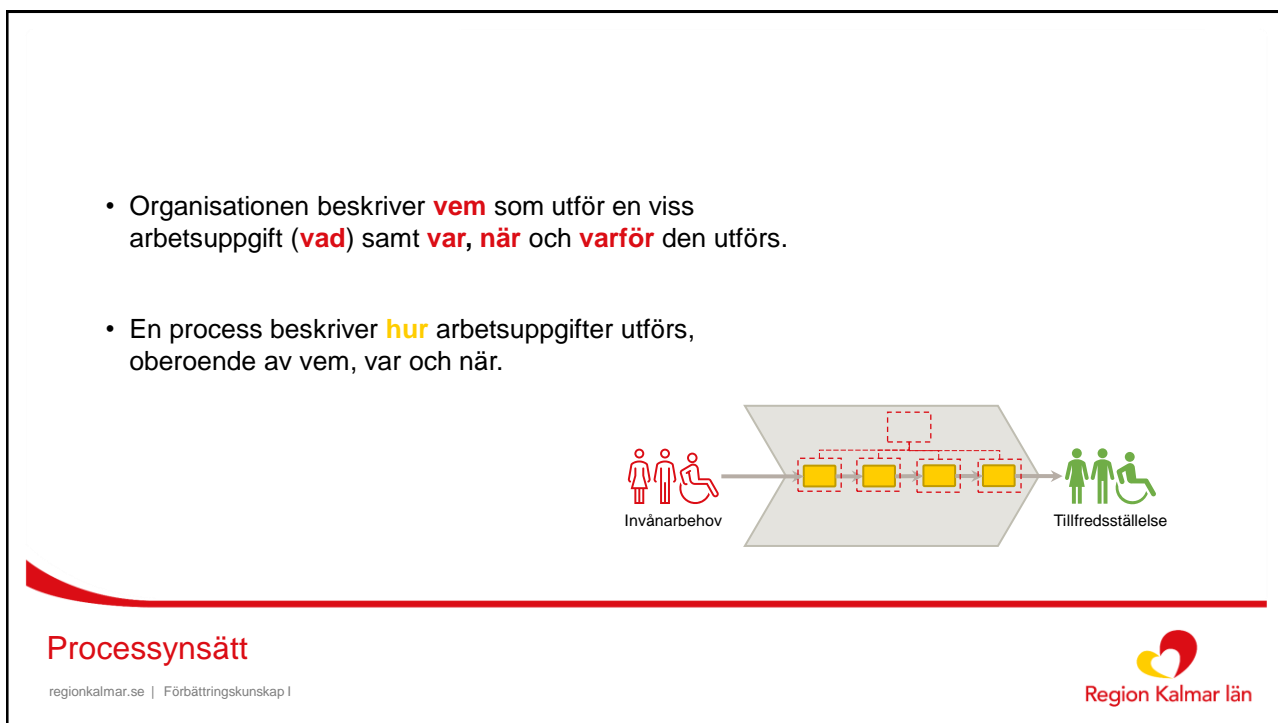 • Organisationen beskriver vem som utför en viss
arbetsuppgift (vad) samt var, när och varför den utförs.
• En process beskriver hur arbetsuppgifter utförs,
oberoende av vem, var och när.
Invånarbehov
Tillfredsställelse
Processynsätt
regionkalmar.se | Förbättringskunskap I
Region Kalmar län